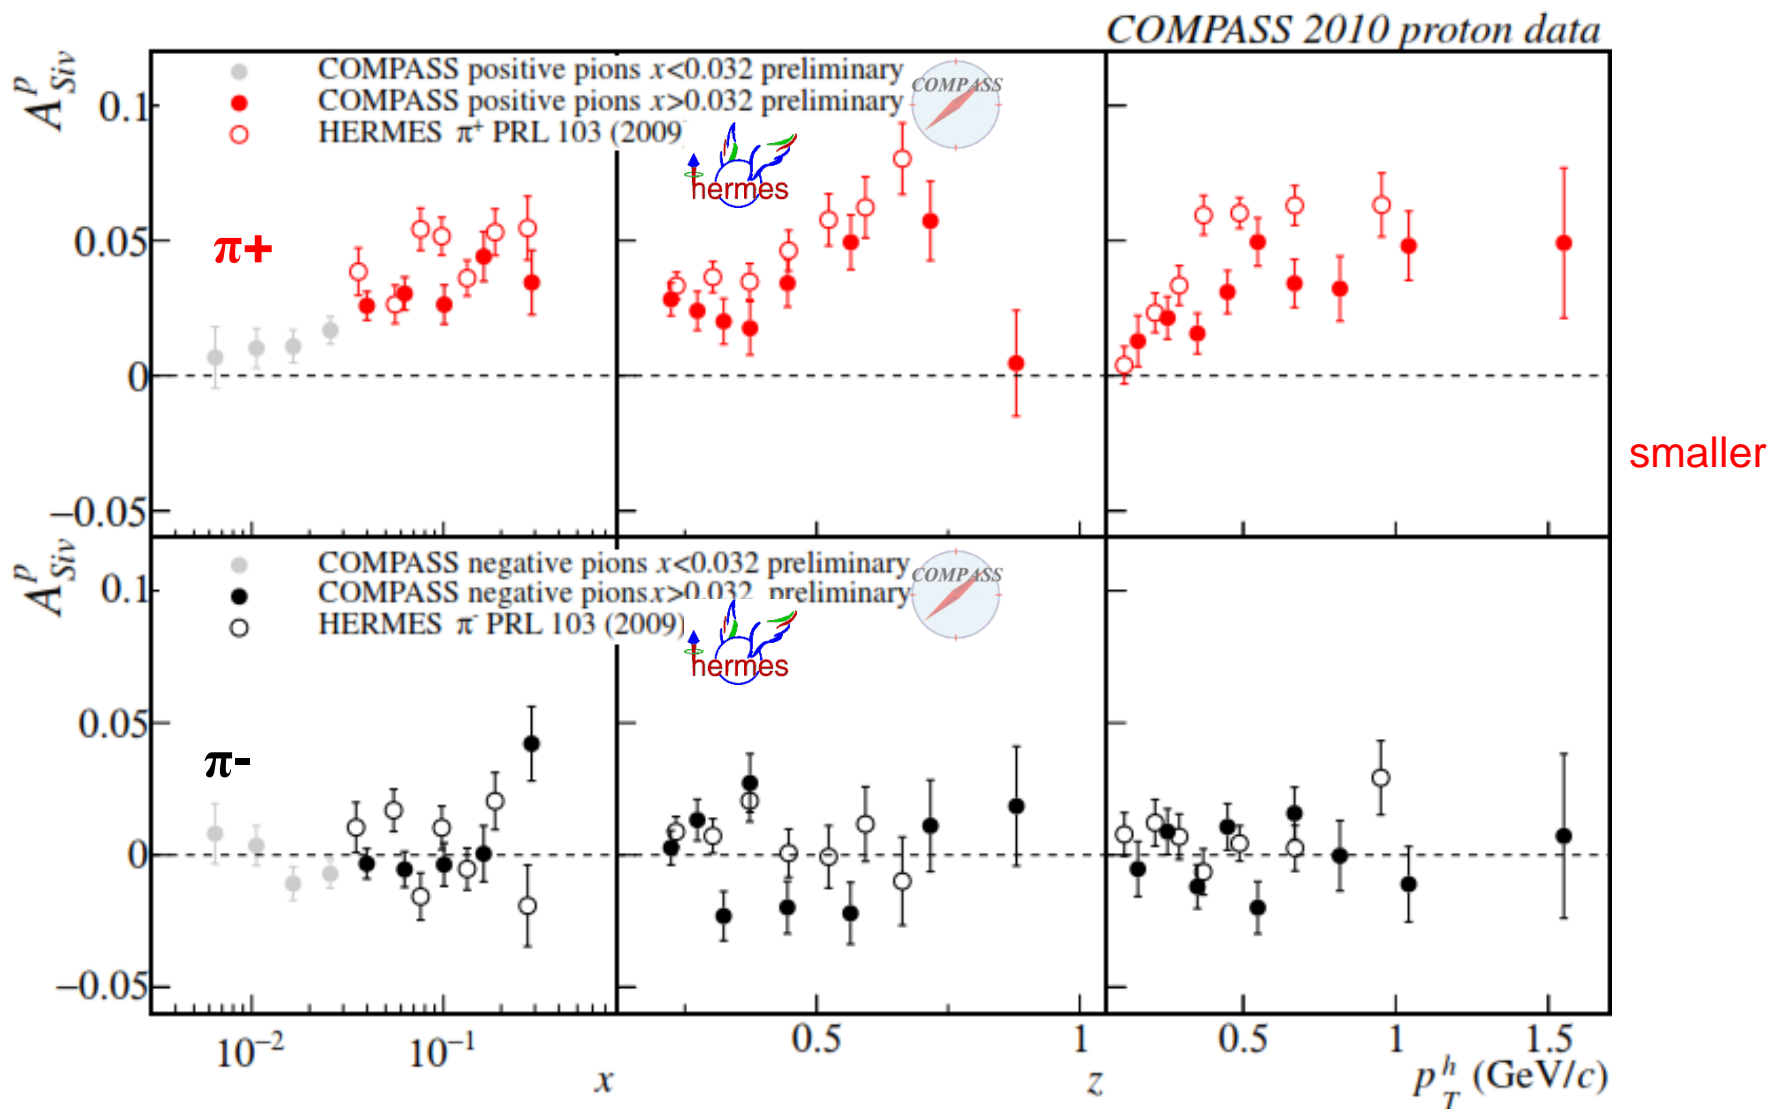 COMPASS 2010 proton data
A^p_Siv
COMPASS positive pions x<0.032 preliminary
COMPASS positive pions x>0.032 preliminary
HERMES π⁺ PRL 103 (2009)
COMPASS
hermes
π+
0.1
0.05
0
−0.05
smaller
A^p_Siv
COMPASS negative pions x<0.032 preliminary
COMPASS negative pions x>0.032 preliminary
HERMES π⁻ PRL 103 (2009)
COMPASS
hermes
π-
0.1
0.05
0
−0.05
10⁻² 10⁻¹ 0.5 1 0.5 1 1.5
x z p_T^h (GeV/c)